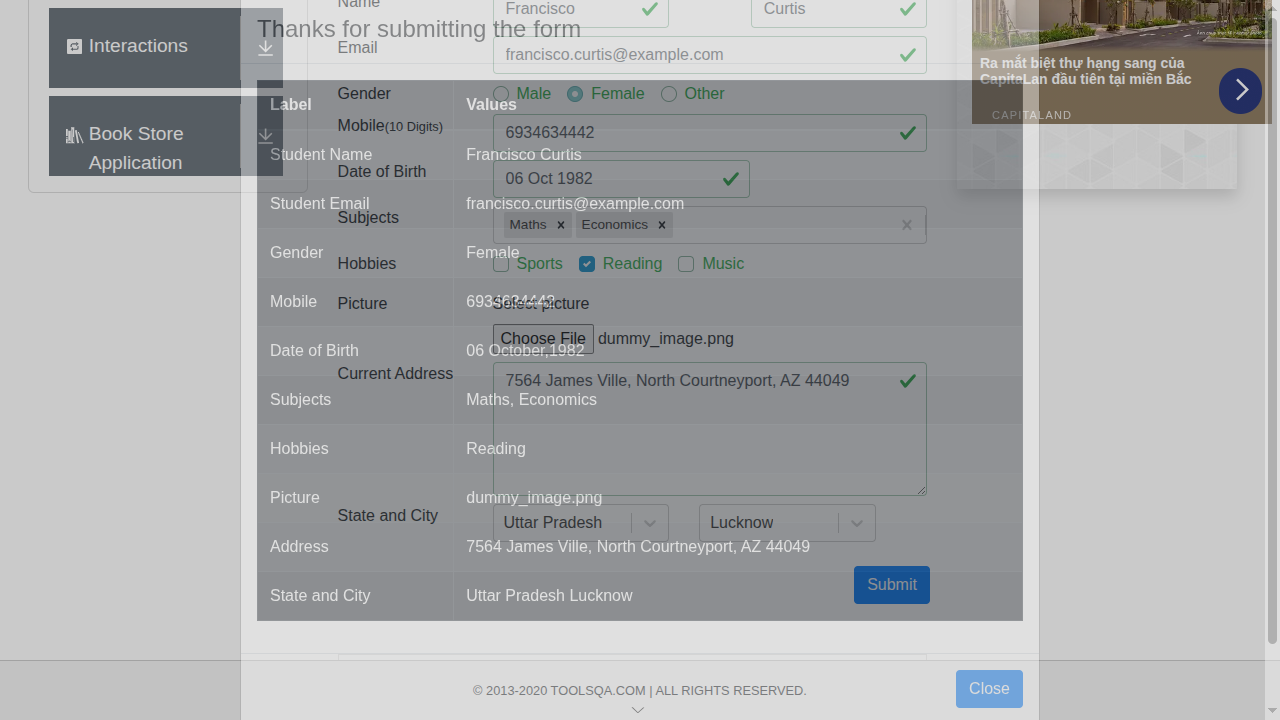 Name
Francisco
Curtis
Thanks for submitting the form
Interactions
Email
francisco.curtis@example.com
Ra mắt biệt thự hạng sang của
CapitaLan đầu tiên tại miền Bắc
CAPITALAND
Gender
Male
Female
Other
Label
Values
Mobile(10 Digits)
6934634442
Book Store
Application
Student Name
Francisco Curtis
Date of Birth
06 Oct 1982
Student Email
francisco.curtis@example.com
Subjects
Maths
Economics
Gender
Female
Hobbies
Sports
Reading
Music
Mobile
6934634442
Picture
Select picture
Choose File dummy_image.png
Date of Birth
06 October,1982
Current Address
7564 James Ville, North Courtneyport, AZ 44049
Subjects
Maths, Economics
Hobbies
Reading
Picture
dummy_image.png
State and City
Uttar Pradesh
Lucknow
Address
7564 James Ville, North Courtneyport, AZ 44049
Submit
State and City
Uttar Pradesh Lucknow
© 2013-2020 TOOLSQA.COM | ALL RIGHTS RESERVED.
Close